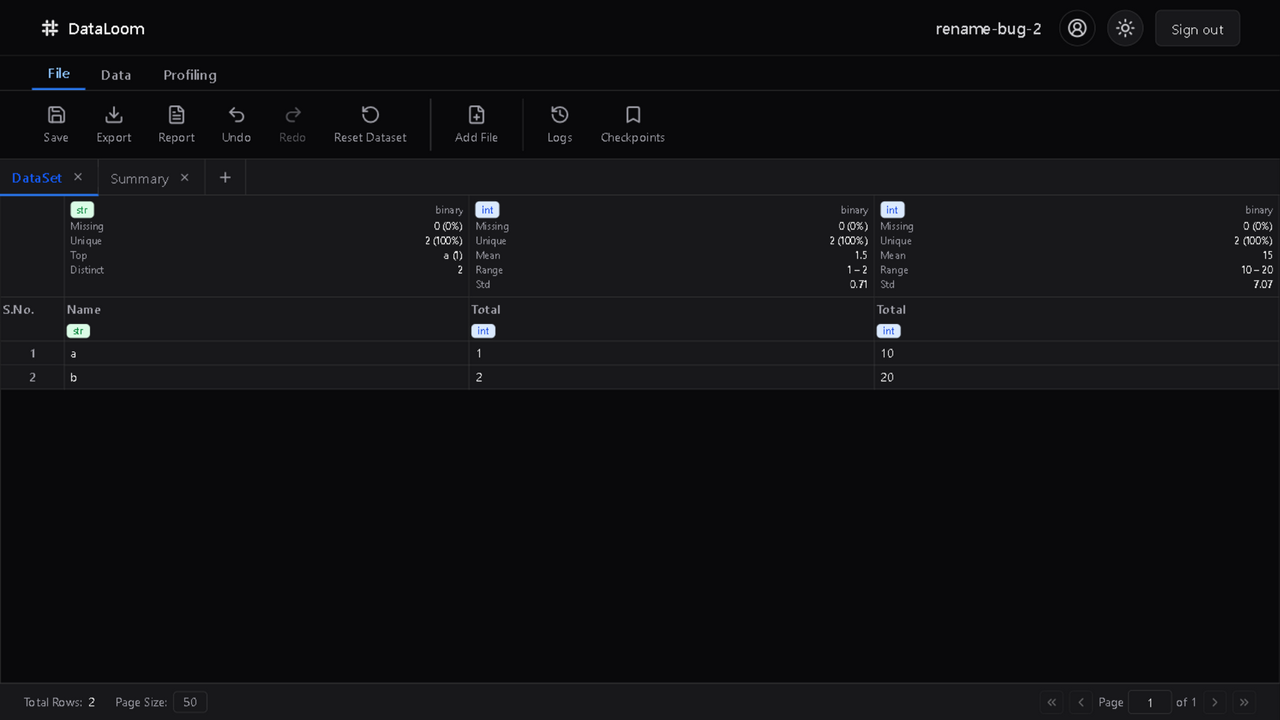 DataLoom
rename-bug-2
Sign out
File Data Profiling
Save Export Report Undo Redo Reset Dataset Add File Logs Checkpoints
DataSet × Summary × +
str binary
Missing 0 (0%)
Unique 2 (100%)
Top a (1)
Distinct 2
int binary
Missing 0 (0%)
Unique 2 (100%)
Mean 1.5
Range 1 – 2
Std 0.71
int binary
Missing 0 (0%)
Unique 2 (100%)
Mean 15
Range 10 – 20
Std 7.07
S.No. Name Total Total
str int int
1 a 1 10
2 b 2 20
Total Rows: 2 Page Size: 50 « ‹ Page 1 of 1 › »